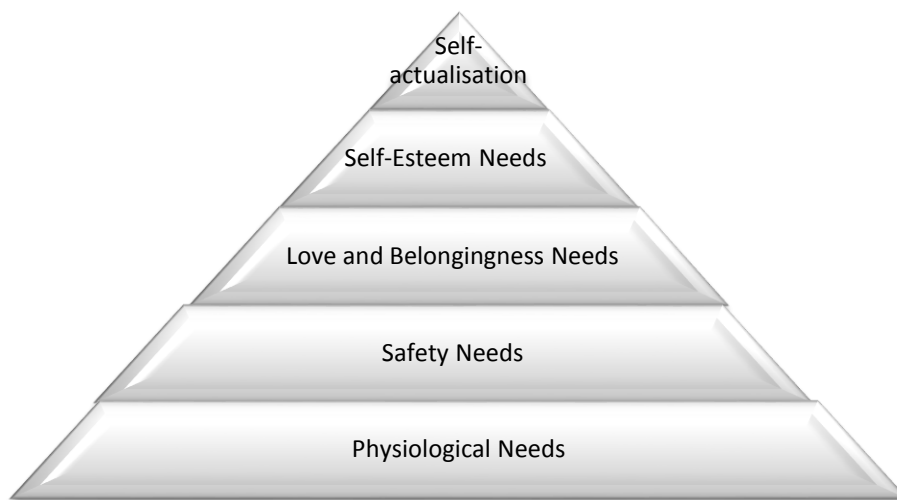 Self-
actualisation
Self-Esteem Needs
Love and Belongingness Needs
Safety Needs
Physiological Needs